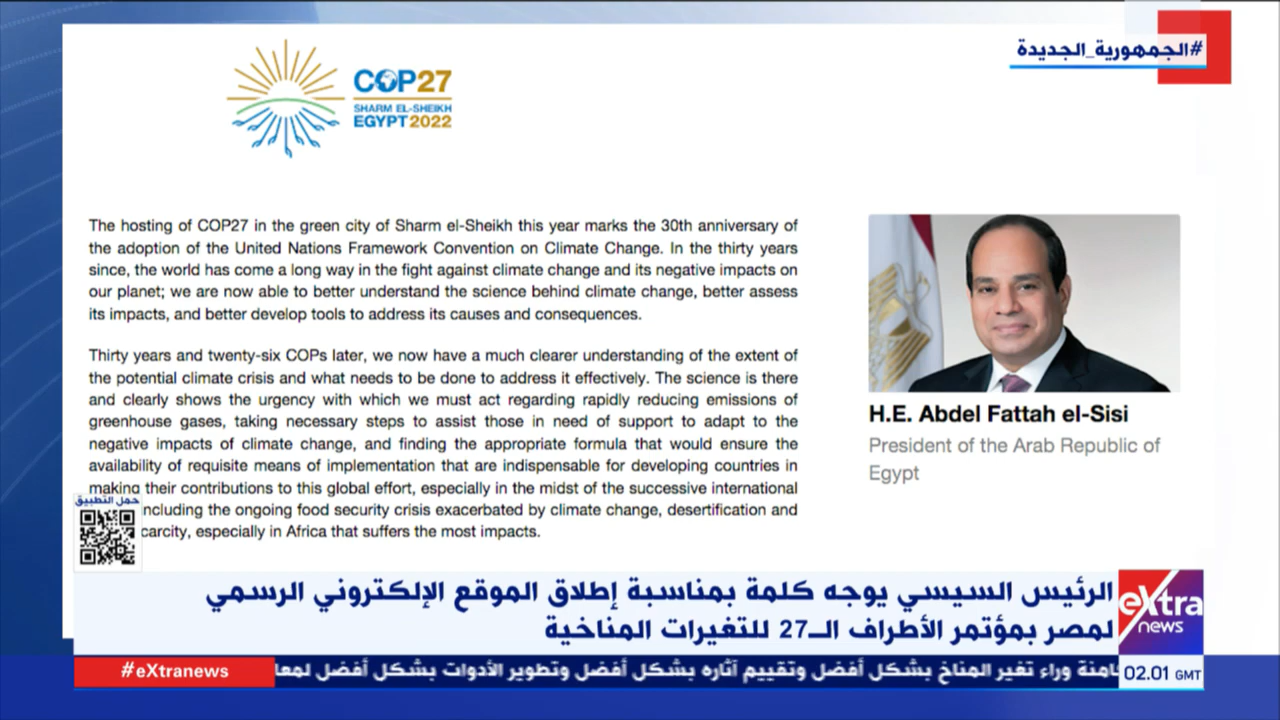 #الجمهورية_الجديدة
COP27
SHARM EL-SHEIKH
EGYPT 2022
The hosting of COP27 in the green city of Sharm el-Sheikh this year marks the 30th anniversary of
the adoption of the United Nations Framework Convention on Climate Change. In the thirty years
since, the world has come a long way in the fight against climate change and its negative impacts on
our planet; we are now able to better understand the science behind climate change, better assess
its impacts, and better develop tools to address its causes and consequences.
Thirty years and twenty-six COPs later, we now have a much clearer understanding of the extent of
the potential climate crisis and what needs to be done to address it effectively. The science is there
and clearly shows the urgency with which we must act regarding rapidly reducing emissions of
greenhouse gases, taking necessary steps to assist those in need of support to adapt to the
negative impacts of climate change, and finding the appropriate formula that would ensure the
availability of requisite means of implementation that are indispensable for developing countries in
making their contributions to this global effort, especially in the midst of the successive international
including the ongoing food security crisis exacerbated by climate change, desertification and
carcity, especially in Africa that suffers the most impacts.
H.E. Abdel Fattah el-Sisi
President of the Arab Republic of
Egypt
حمل التطبيق
الرئيس السيسي يوجه كلمة بمناسبة إطلاق الموقع الإلكتروني الرسمي
لمصر بمؤتمر الأطراف الـ27 للتغيرات المناخية
eXtra
news
#eXtranews
امنة وراء تغير المناخ بشكل أفضل وتقييم آثاره بشكل أفضل وتطوير الأدوات بشكل أفضل لمعا
02.01 GMT